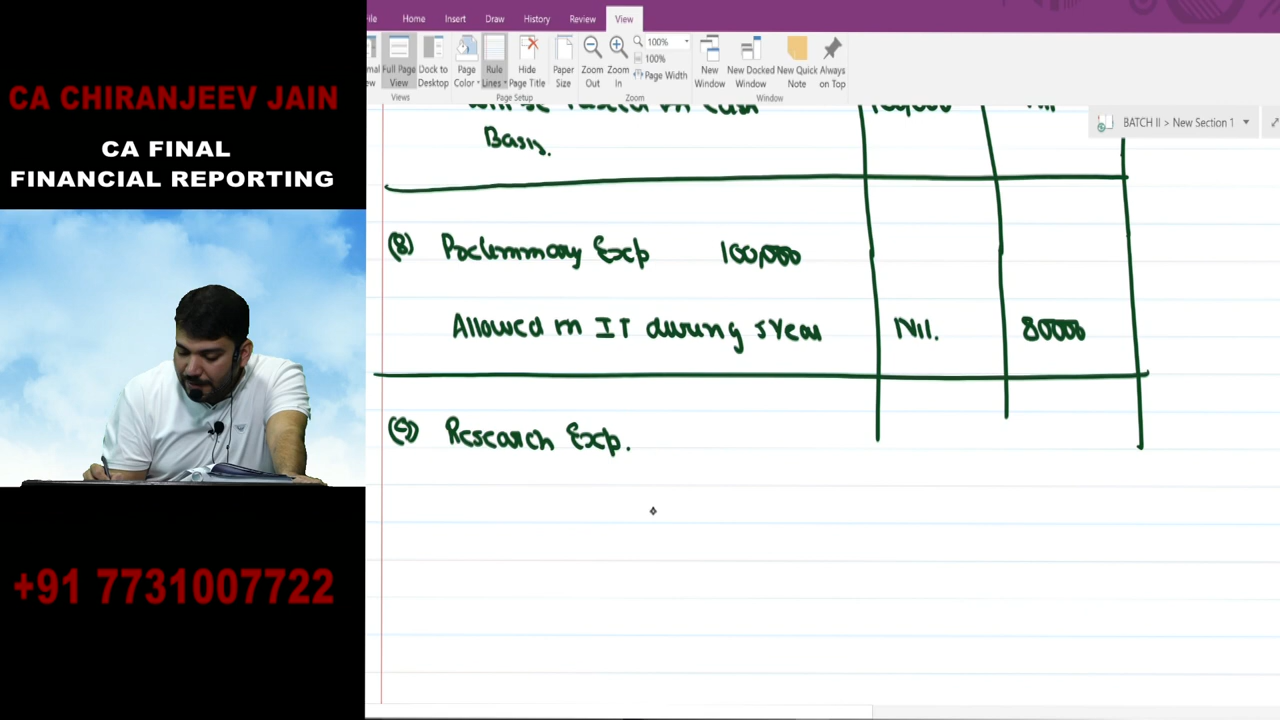 CA CHIRANJEEV JAIN
CA FINAL
FINANCIAL REPORTING
+91 7731007722
File Home Insert Draw History Review View
Full Page View
Dock to Desktop
Views
Page Color
Rule Lines
Hide Page Title
Paper Size
Page Setup
Zoom Out
Zoom In
100%
100%
Page Width
Zoom
New Window
New Docked Window
New Quick Note
Always on Top
Window
BATCH II > New Section 1
Basis.
(8) Preliminary Exp 100,000
Allowed in IT during 5 Year Nil. 80000
(9) Research Exp.